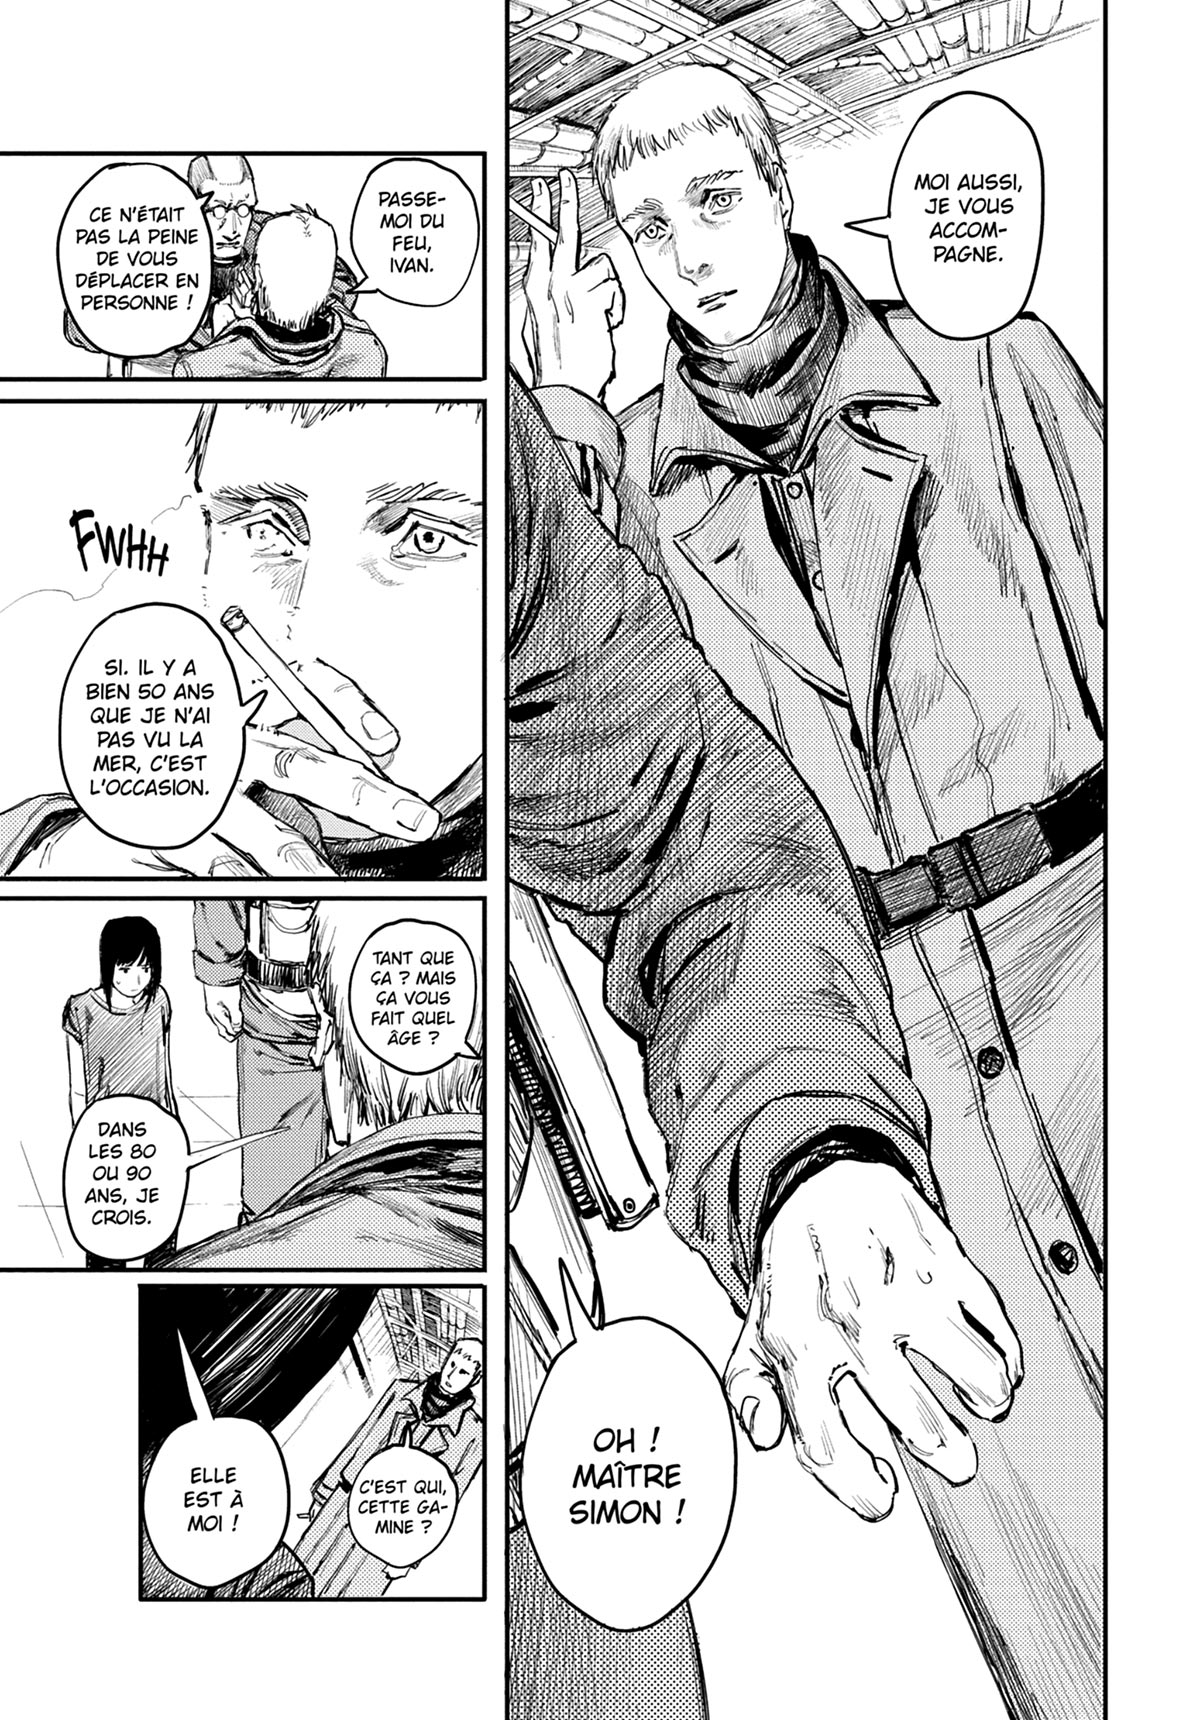 MOI AUSSI,
JE VOUS
ACCOM-
PAGNE.
OH !
MAÎTRE
SIMON !
PASSE-
MOI DU
FEU,
IVAN.
CE N'ÉTAIT
PAS LA PEINE
DE VOUS
DÉPLACER EN
PERSONNE !
FWHH
SI. IL Y A
BIEN 50 ANS
QUE JE N'AI
PAS VU LA
MER, C'EST
L'OCCASION.
TANT QUE
ÇA ? MAIS
ÇA VOUS
FAIT QUEL
ÂGE ?
DANS
LES 80
OU 90
ANS, JE
CROIS.
C'EST QUI,
CETTE GA-
MINE ?
ELLE
EST À
MOI !